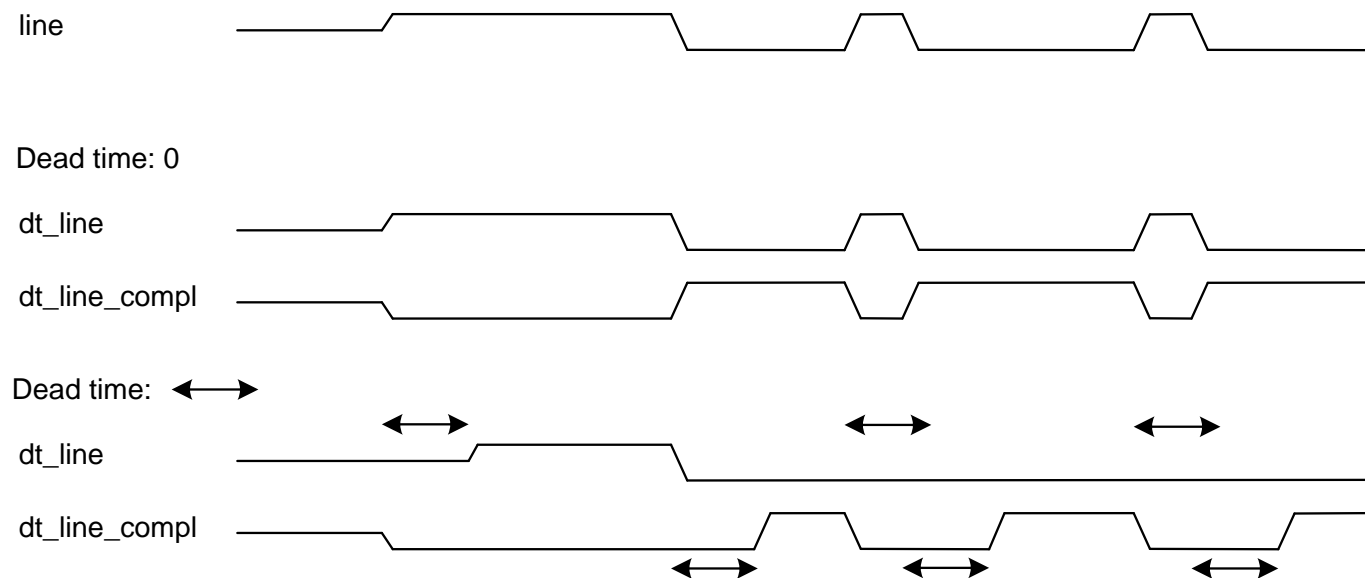 line
Dead time: 0
dt_line
dt_line_compl
Dead time:
dt_line
dt_line_compl